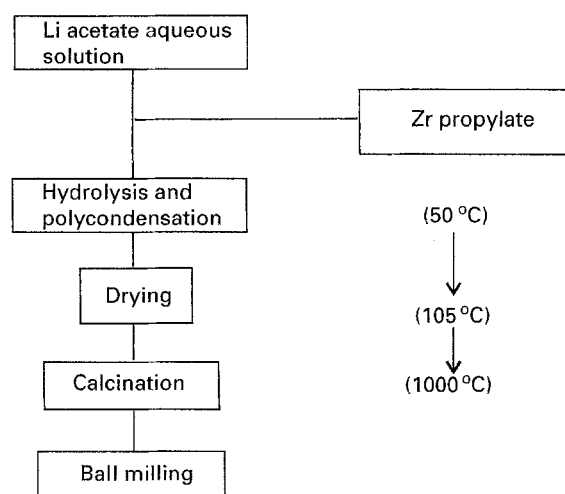 Li acetate aqueous
solution
Zr propylate
Hydrolysis and
polycondensation
(50 °C)
Drying
(105 °C)
Calcination
(1000 °C)
Ball milling